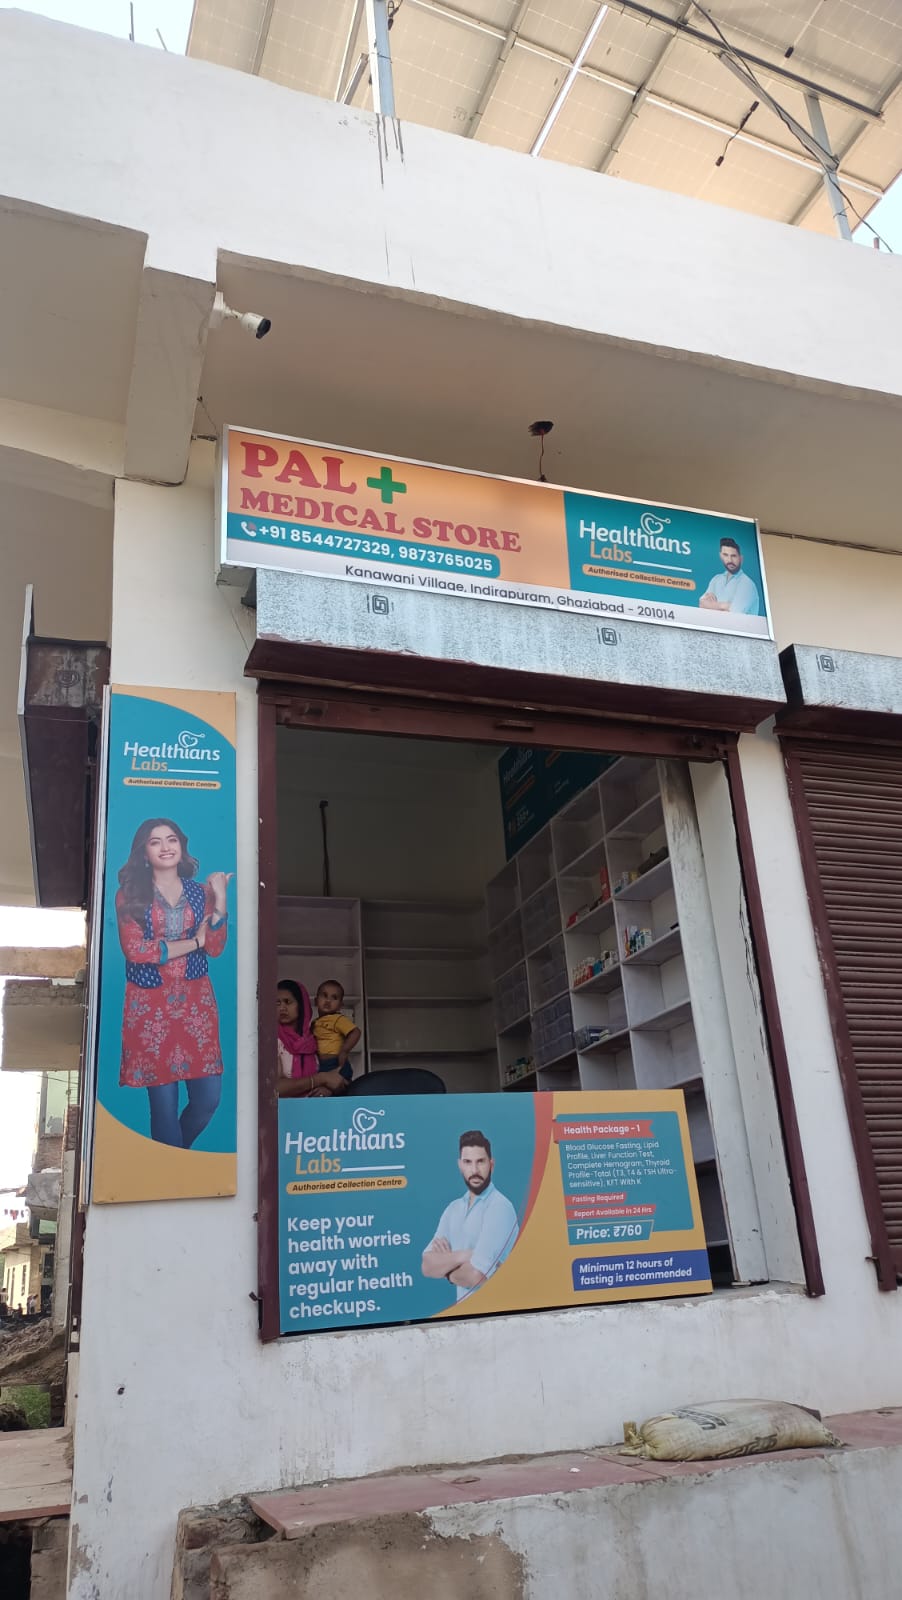 PAL +
MEDICAL STORE
+91 8544727329, 9873765025
Kanawani Village, Indirapuram, Ghaziabad - 201014
Healthians
Labs
Authorised Collection Centre
Healthians
Labs
Authorised Collection Centre
Healthians
Labs
Authorised Collection Centre
Keep your
health worries
away with
regular health
checkups.
Health Package - 1
Blood Glucose Fasting, Lipid
Profile, Liver Function Test,
Complete Hemogram, Thyroid
Profile-Total (T3, T4 & TSH Ultra-
sensitive), KFT With K
Fasting Required
Report Available in 24 Hrs
Price: ₹760
Minimum 12 hours of
fasting is recommended